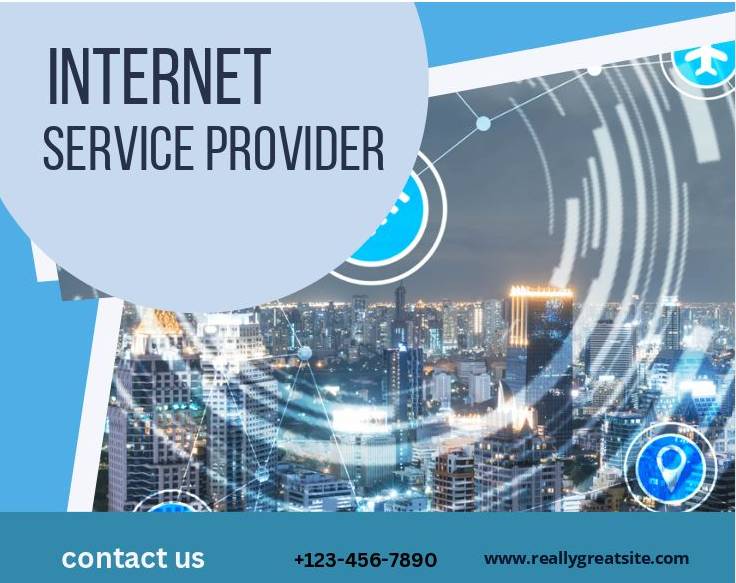 INTERNET
SERVICE PROVIDER
contact us
+123-456-7890
www.reallygreatsite.com